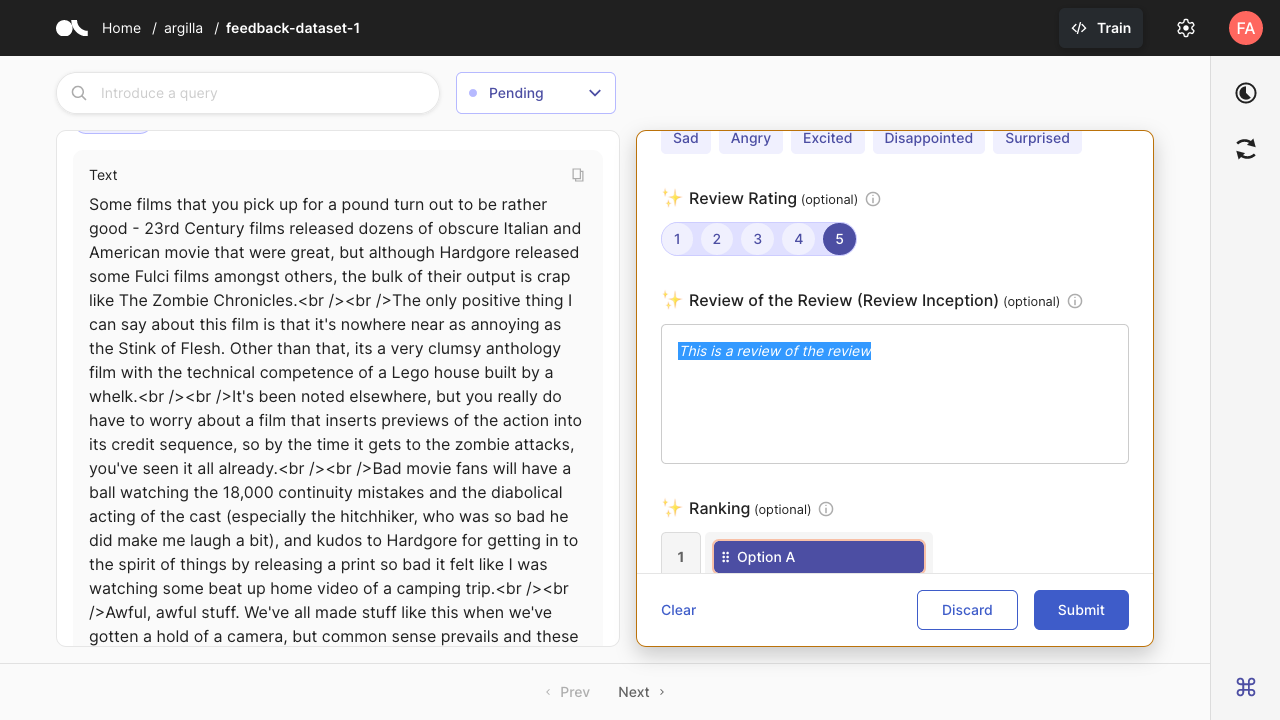 Home / argilla / feedback-dataset-1
Train
FA
Introduce a query
Pending
Text
Some films that you pick up for a pound turn out to be rather
good - 23rd Century films released dozens of obscure Italian and
American movie that were great, but although Hardgore released
some Fulci films amongst others, the bulk of their output is crap
like The Zombie Chronicles.<br /><br />The only positive thing I
can say about this film is that it's nowhere near as annoying as
the Stink of Flesh. Other than that, its a very clumsy anthology
film with the technical competence of a Lego house built by a
whelk.<br /><br />It's been noted elsewhere, but you really do
have to worry about a film that inserts previews of the action into
its credit sequence, so by the time it gets to the zombie attacks,
you've seen it all already.<br /><br />Bad movie fans will have a
ball watching the 18,000 continuity mistakes and the diabolical
acting of the cast (especially the hitchhiker, who was so bad he
did make me laugh a bit), and kudos to Hardgore for getting in to
the spirit of things by releasing a print so bad it felt like I was
watching some beat up home video of a camping trip.<br /><br
/>Awful, awful stuff. We've all made stuff like this when we've
gotten a hold of a camera, but common sense prevails and these
Sad Angry Excited Disappointed Surprised
Review Rating (optional)
1 2 3 4 5
Review of the Review (Review Inception) (optional)
This is a review of the review
Ranking (optional)
1 Option A
Clear Discard Submit
Prev Next